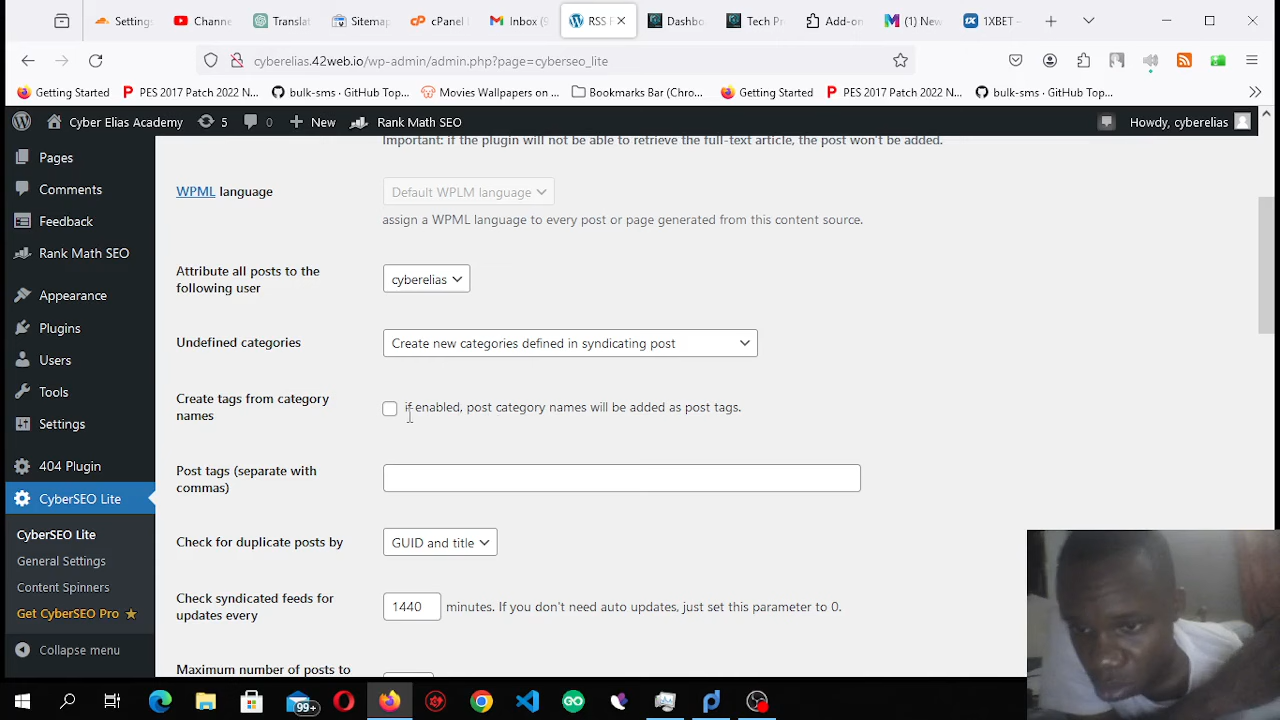 Settings
Chann
Translat
Sitema
cPanel
Inbox (9
RSS F
Dashbo
Tech P
Add-on
(1) New
1XBET –
cyberelias.42web.io/wp-admin/admin.php?page=cyberseo_lite
Getting Started
PES 2017 Patch 2022 N...
bulk-sms · GitHub Top...
Movies Wallpapers on ...
Bookmarks Bar (Chro...
Getting Started
PES 2017 Patch 2022 N...
bulk-sms · GitHub Top...
Cyber Elias Academy
5
0
New
Rank Math SEO
Howdy, cyberelias
Pages
Comments
Feedback
Rank Math SEO
Appearance
Plugins
Users
Tools
Settings
404 Plugin
CyberSEO Lite
CyberSEO Lite
General Settings
Content Spinners
Get CyberSEO Pro ★
Collapse menu
Important: if the plugin will not be able to retrieve the full-text article, the post won't be added.
WPML language
Default WPLM language
assign a WPML language to every post or page generated from this content source.
Attribute all posts to the
following user
cyberelias
Undefined categories
Create new categories defined in syndicating post
Create tags from category
names
if enabled, post category names will be added as post tags.
Post tags (separate with
commas)
Check for duplicate posts by
GUID and title
Check syndicated feeds for
updates every
1440
minutes. If you don't need auto updates, just set this parameter to 0.
Maximum number of posts to
99+